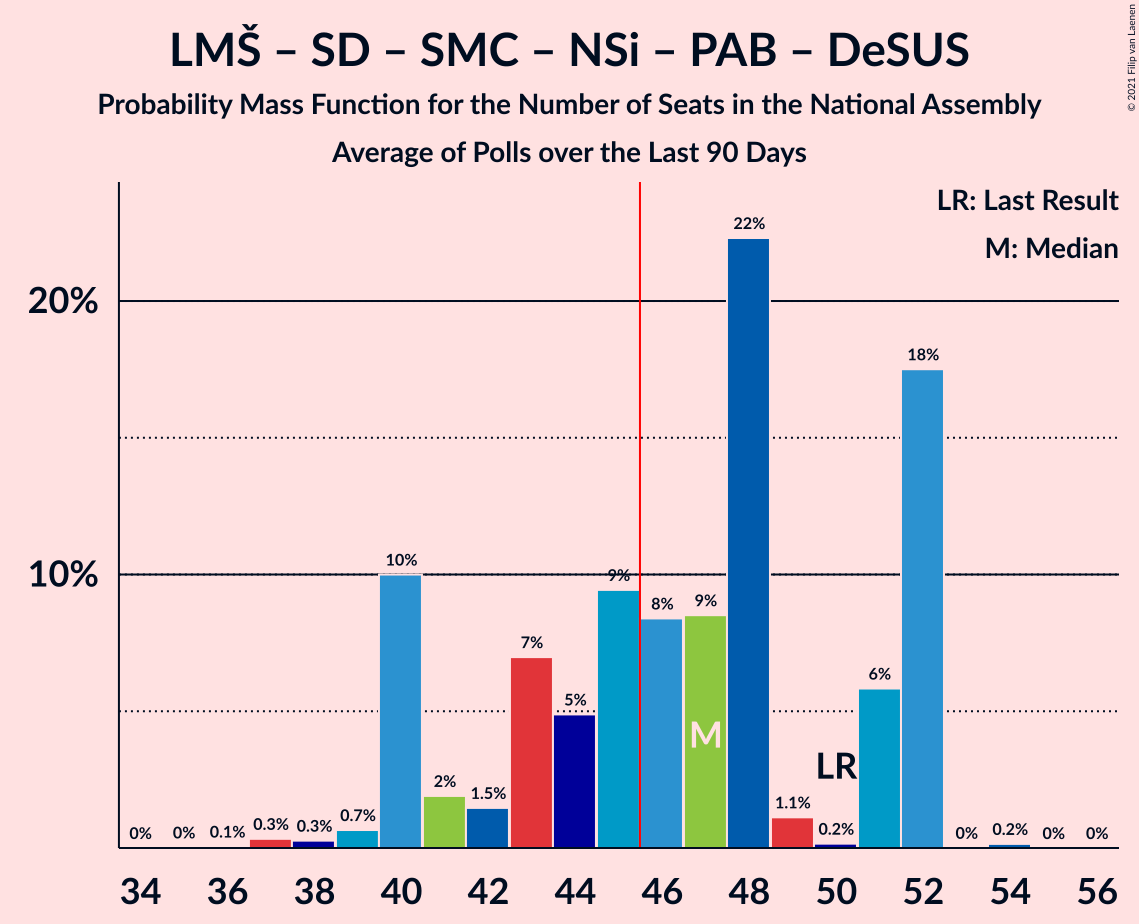 LMŠ – SD – SMC – NSi – PAB – DeSUS
Probability Mass Function for the Number of Seats in the National Assembly
Average of Polls over the Last 90 Days
© 2021 Filip van Laenen
LR: Last Result
M: Median
20%
10%
0%
0%
0.1%
0.3%
0.3%
0.7%
10%
2%
1.5%
7%
5%
9%
8%
9%
22%
1.1%
0.2%
6%
18%
0%
0.2%
0%
0%
M
LR
34 36 38 40 42 44 46 48 50 52 54 56